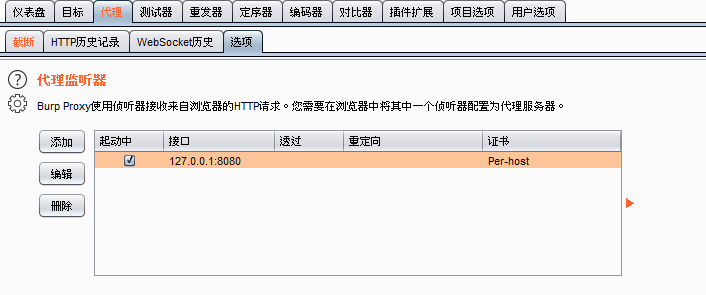 仪表盘 目标 代理 测试器 重发器 定序器 编码器 对比器 插件扩展 项目选项 用户选项
截断 HTTP历史记录 WebSocket历史 选项
代理监听器
Burp Proxy使用侦听器接收来自浏览器的HTTP请求。您需要在浏览器中将其中一个侦听器配置为代理服务器。
添加 起动中 接口 透过 重定向 证书
127.0.0.1:8080 Per-host
编辑
删除